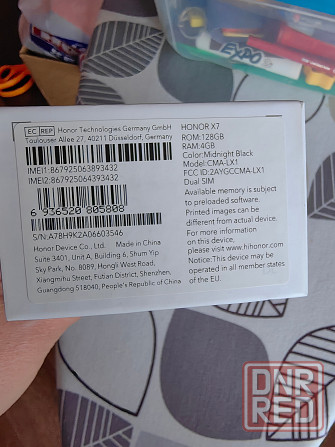 EXPO
EC REP Honor Technologies Germany GmbH
Toulouser Allee 27, 40211 Düsseldorf, Germany
IMEI1:867925063893432
IMEI2:867925064393432
6 936520 805808
S/N:A7BH9K2A06603546
Honor Device Co., Ltd. Made in China
Suite 3401, Unit A, Building 6, Shum Yip
Sky Park, No. 8089, Hongli West Road,
Xiangmihu Street, Futian District, Shenzhen,
Guangdong 518040, People's Republic of China
HONOR X7
ROM:128GB
RAM:4GB
Color:Midnight Black
Model:CMA-LX1
FCC ID:2AYGCCMA-LX1
Dual SIM
Available memory is subject
to preloaded software.
Printed images can be
different from actual device.
For more information
on this device,
please visit www.hihonor.com
Notice:This device may be
operated in all member states
of the EU.
DNR
RED